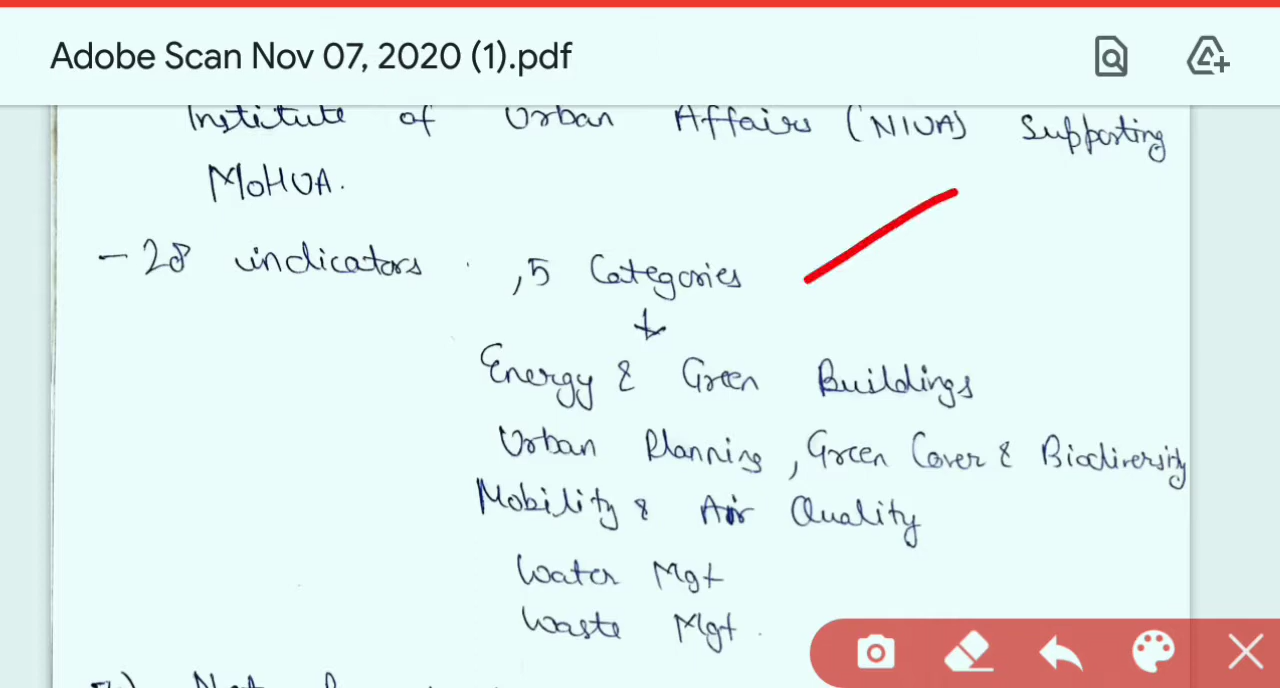 Adobe Scan Nov 07, 2020 (1).pdf
Institute of Urban Affairs (NIUA) Supporting
MoHUA.
- 28 indicators , 5 Categories
Energy & Green Buildings
Urban Planning, Green Cover & Biodiversity
Mobility & Air Quality
Water Mgt
Waste Mgt.